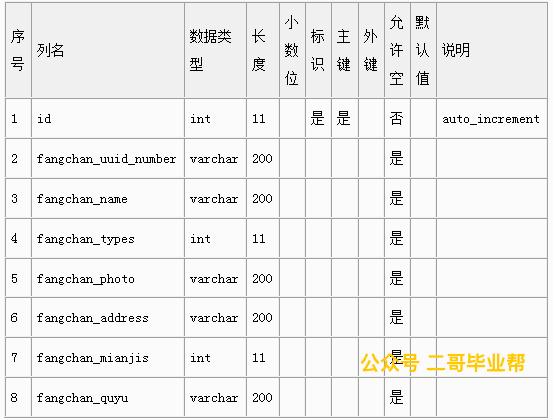 序号 列名 数据类型 长度 小数位 标识 主键 外键 允许空 默认值 说明
1 id int 11 是 是 否 auto_increment
2 fangchan_uuid_number varchar 200 是
3 fangchan_name varchar 200 是
4 fangchan_types int 11 是
5 fangchan_photo varchar 200 是
6 fangchan_address varchar 200 是
7 fangchan_mianjis int 11 是
公众号 二哥毕业帮
8 fangchan_quyu varchar 200 是